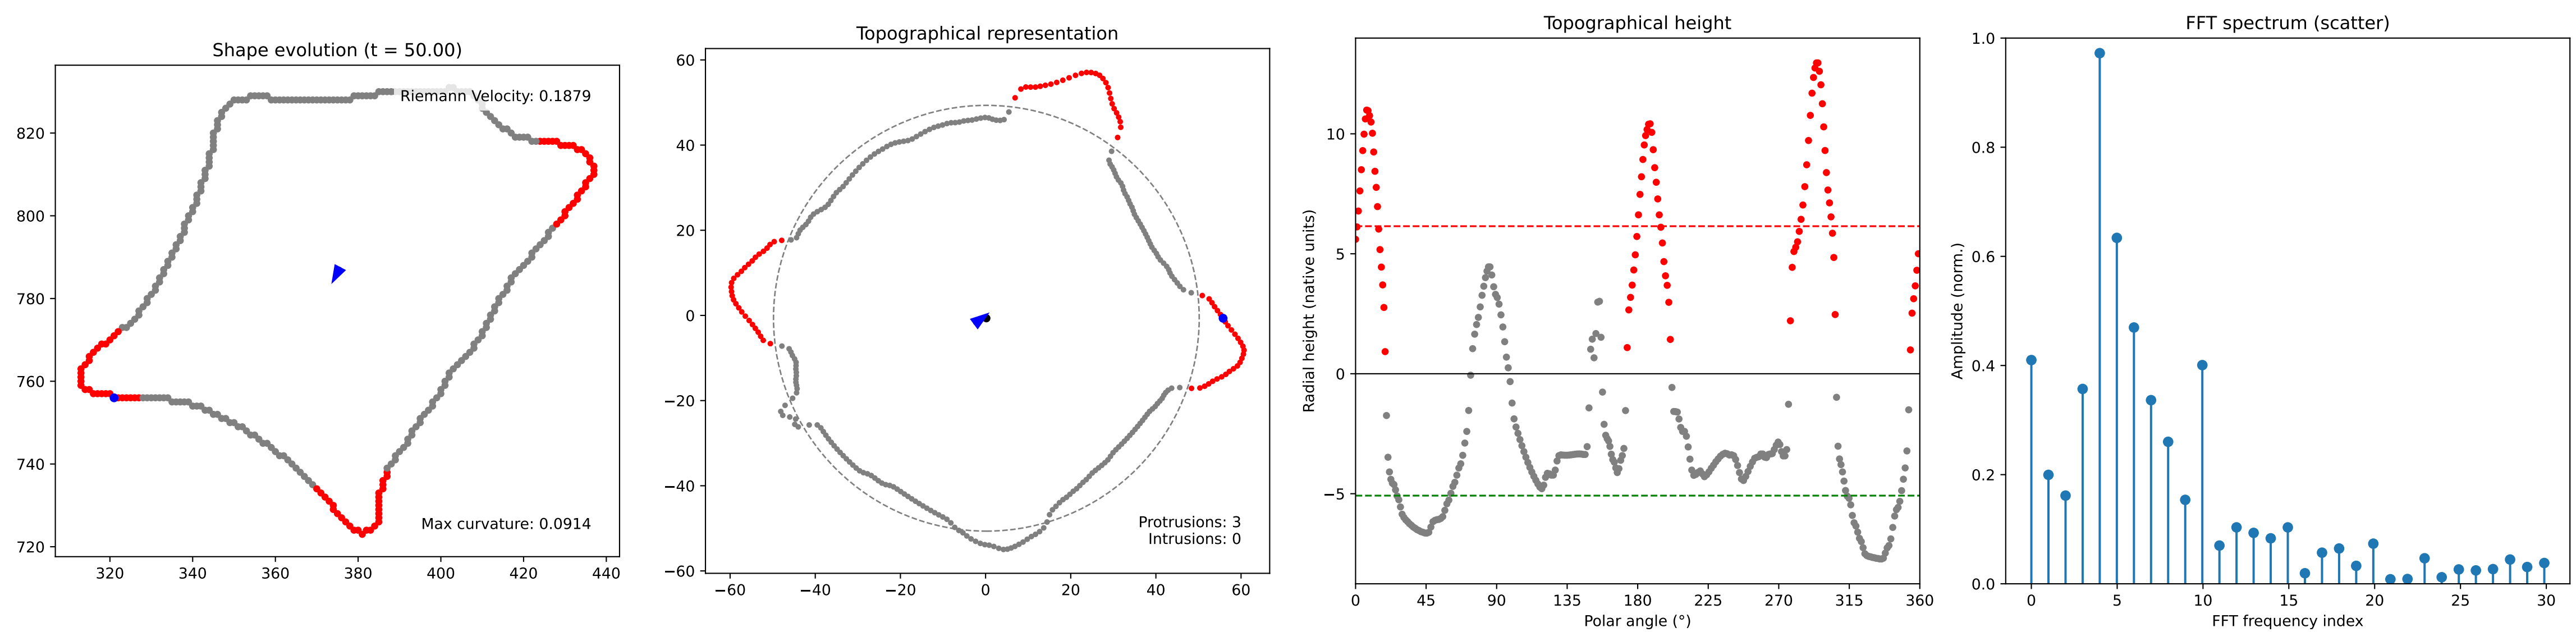 Shape evolution (t = 50.00)
Riemann Velocity: 0.1879
Max curvature: 0.0914
820
800
780
760
740
720
320 340 360 380 400 420 440
Topographical representation
60
40
20
0
−20
−40
−60
−60 −40 −20 0 20 40 60
Protrusions: 3
Intrusions: 0
Topographical height
Radial height (native units)
10
5
0
−5
0 45 90 135 180 225 270 315 360
Polar angle (°)
FFT spectrum (scatter)
Amplitude (norm.)
1.0
0.8
0.6
0.4
0.2
0.0
0 5 10 15 20 25 30
FFT frequency index